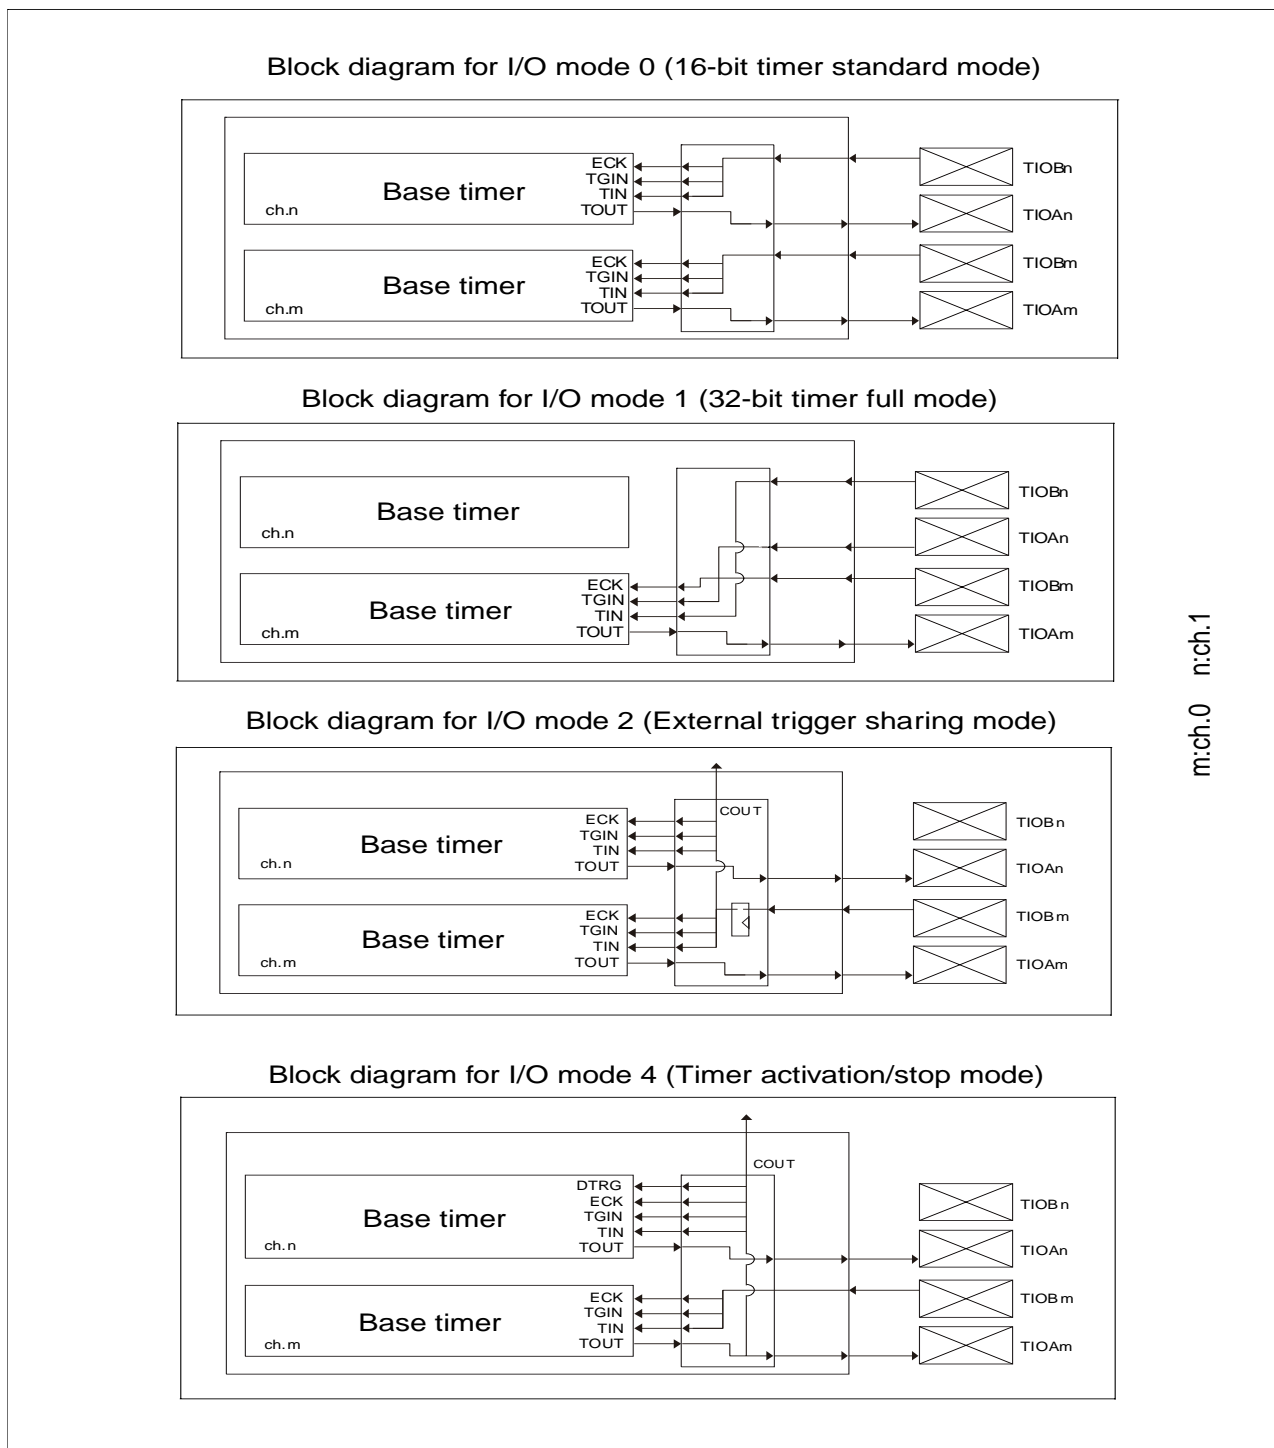 Block diagram for I/O mode 0 (16-bit timer standard mode)
ECK
TGIN
TIN
TOUT
Base timer
ch.n
TIOBn
TIOAn
ECK
TGIN
TIN
TOUT
Base timer
ch.m
TIOBm
TIOAm
Block diagram for I/O mode 1 (32-bit timer full mode)
Base timer
ch.n
TIOBn
TIOAn
ECK
TGIN
TIN
TOUT
Base timer
ch.m
TIOBm
TIOAm
m:ch.0 n:ch.1
Block diagram for I/O mode 2 (External trigger sharing mode)
COUT
ECK
TGIN
TIN
TOUT
Base timer
ch.n
TIOBn
TIOAn
ECK
TGIN
TIN
TOUT
Base timer
ch.m
TIOBm
TIOAm
Block diagram for I/O mode 4 (Timer activation/stop mode)
COUT
DTRG
ECK
TGIN
TIN
TOUT
Base timer
ch.n
TIOBn
TIOAn
ECK
TGIN
TIN
TOUT
Base timer
ch.m
TIOBm
TIOAm